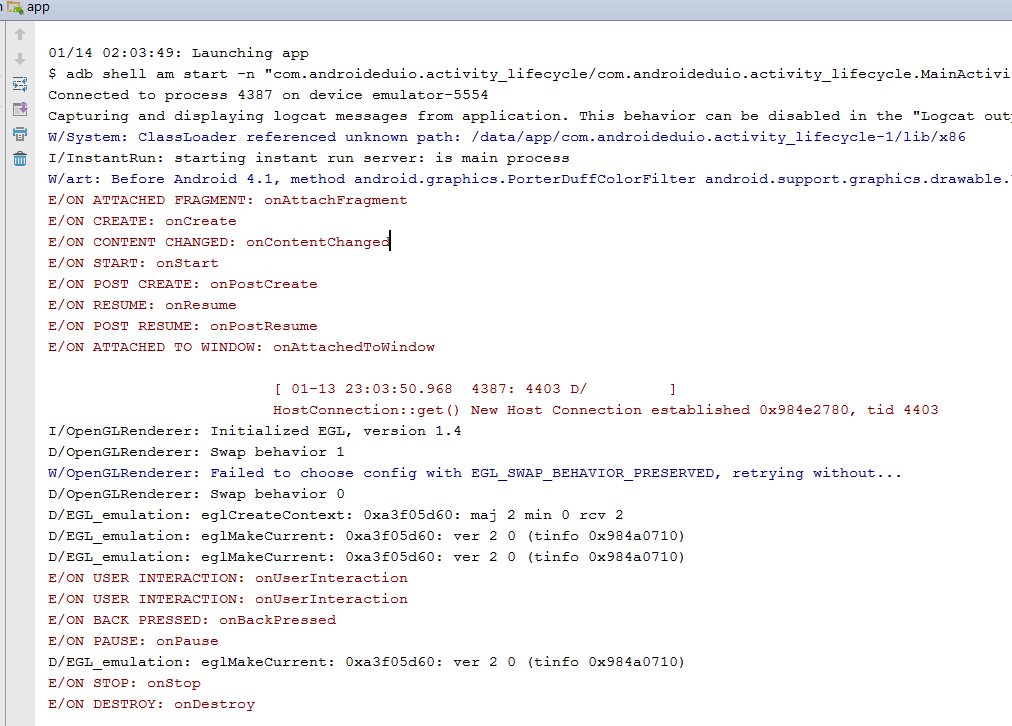 app
01/14 02:03:49: Launching app
$ adb shell am start -n "com.androideduio.activity_lifecycle/com.androideduio.activity_lifecycle.MainActivi
Connected to process 4387 on device emulator-5554
Capturing and displaying logcat messages from application. This behavior can be disabled in the "Logcat out
W/System: ClassLoader referenced unknown path: /data/app/com.androideduio.activity_lifecycle-1/lib/x86
I/InstantRun: starting instant run server: is main process
W/art: Before Android 4.1, method android.graphics.PorterDuffColorFilter android.support.graphics.drawable.
E/ON ATTACHED FRAGMENT: onAttachFragment
E/ON CREATE: onCreate
E/ON CONTENT CHANGED: onContentChanged
E/ON START: onStart
E/ON POST CREATE: onPostCreate
E/ON RESUME: onResume
E/ON POST RESUME: onPostResume
E/ON ATTACHED TO WINDOW: onAttachedToWindow
[ 01-13 23:03:50.968  4387: 4403 D/         ]
HostConnection::get() New Host Connection established 0x984e2780, tid 4403
I/OpenGLRenderer: Initialized EGL, version 1.4
D/OpenGLRenderer: Swap behavior 1
W/OpenGLRenderer: Failed to choose config with EGL_SWAP_BEHAVIOR_PRESERVED, retrying without...
D/OpenGLRenderer: Swap behavior 0
D/EGL_emulation: eglCreateContext: 0xa3f05d60: maj 2 min 0 rcv 2
D/EGL_emulation: eglMakeCurrent: 0xa3f05d60: ver 2 0 (tinfo 0x984a0710)
D/EGL_emulation: eglMakeCurrent: 0xa3f05d60: ver 2 0 (tinfo 0x984a0710)
E/ON USER INTERACTION: onUserInteraction
E/ON USER INTERACTION: onUserInteraction
E/ON BACK PRESSED: onBackPressed
E/ON PAUSE: onPause
D/EGL_emulation: eglMakeCurrent: 0xa3f05d60: ver 2 0 (tinfo 0x984a0710)
E/ON STOP: onStop
E/ON DESTROY: onDestroy